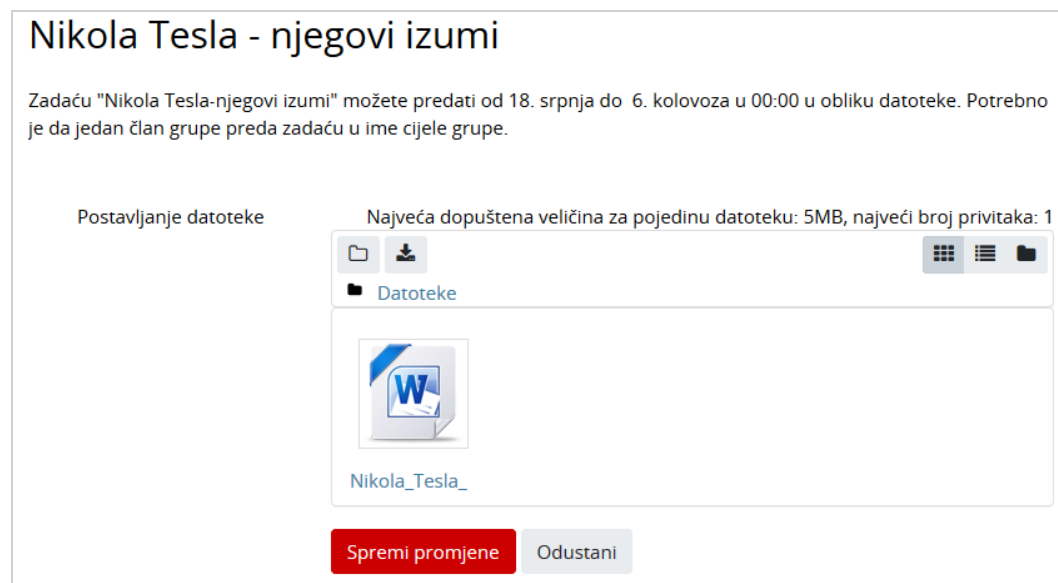 Nikola Tesla - njegovi izumi
Zadaću "Nikola Tesla-njegovi izumi" možete predati od 18. srpnja do  6. kolovoza u 00:00 u obliku datoteke. Potrebno
je da jedan član grupe preda zadaću u ime cijele grupe.
Postavljanje datoteke
Najveća dopuštena veličina za pojedinu datoteku: 5MB, najveći broj privitaka: 1
Datoteke
W
Nikola_Tesla_
Spremi promjene
Odustani